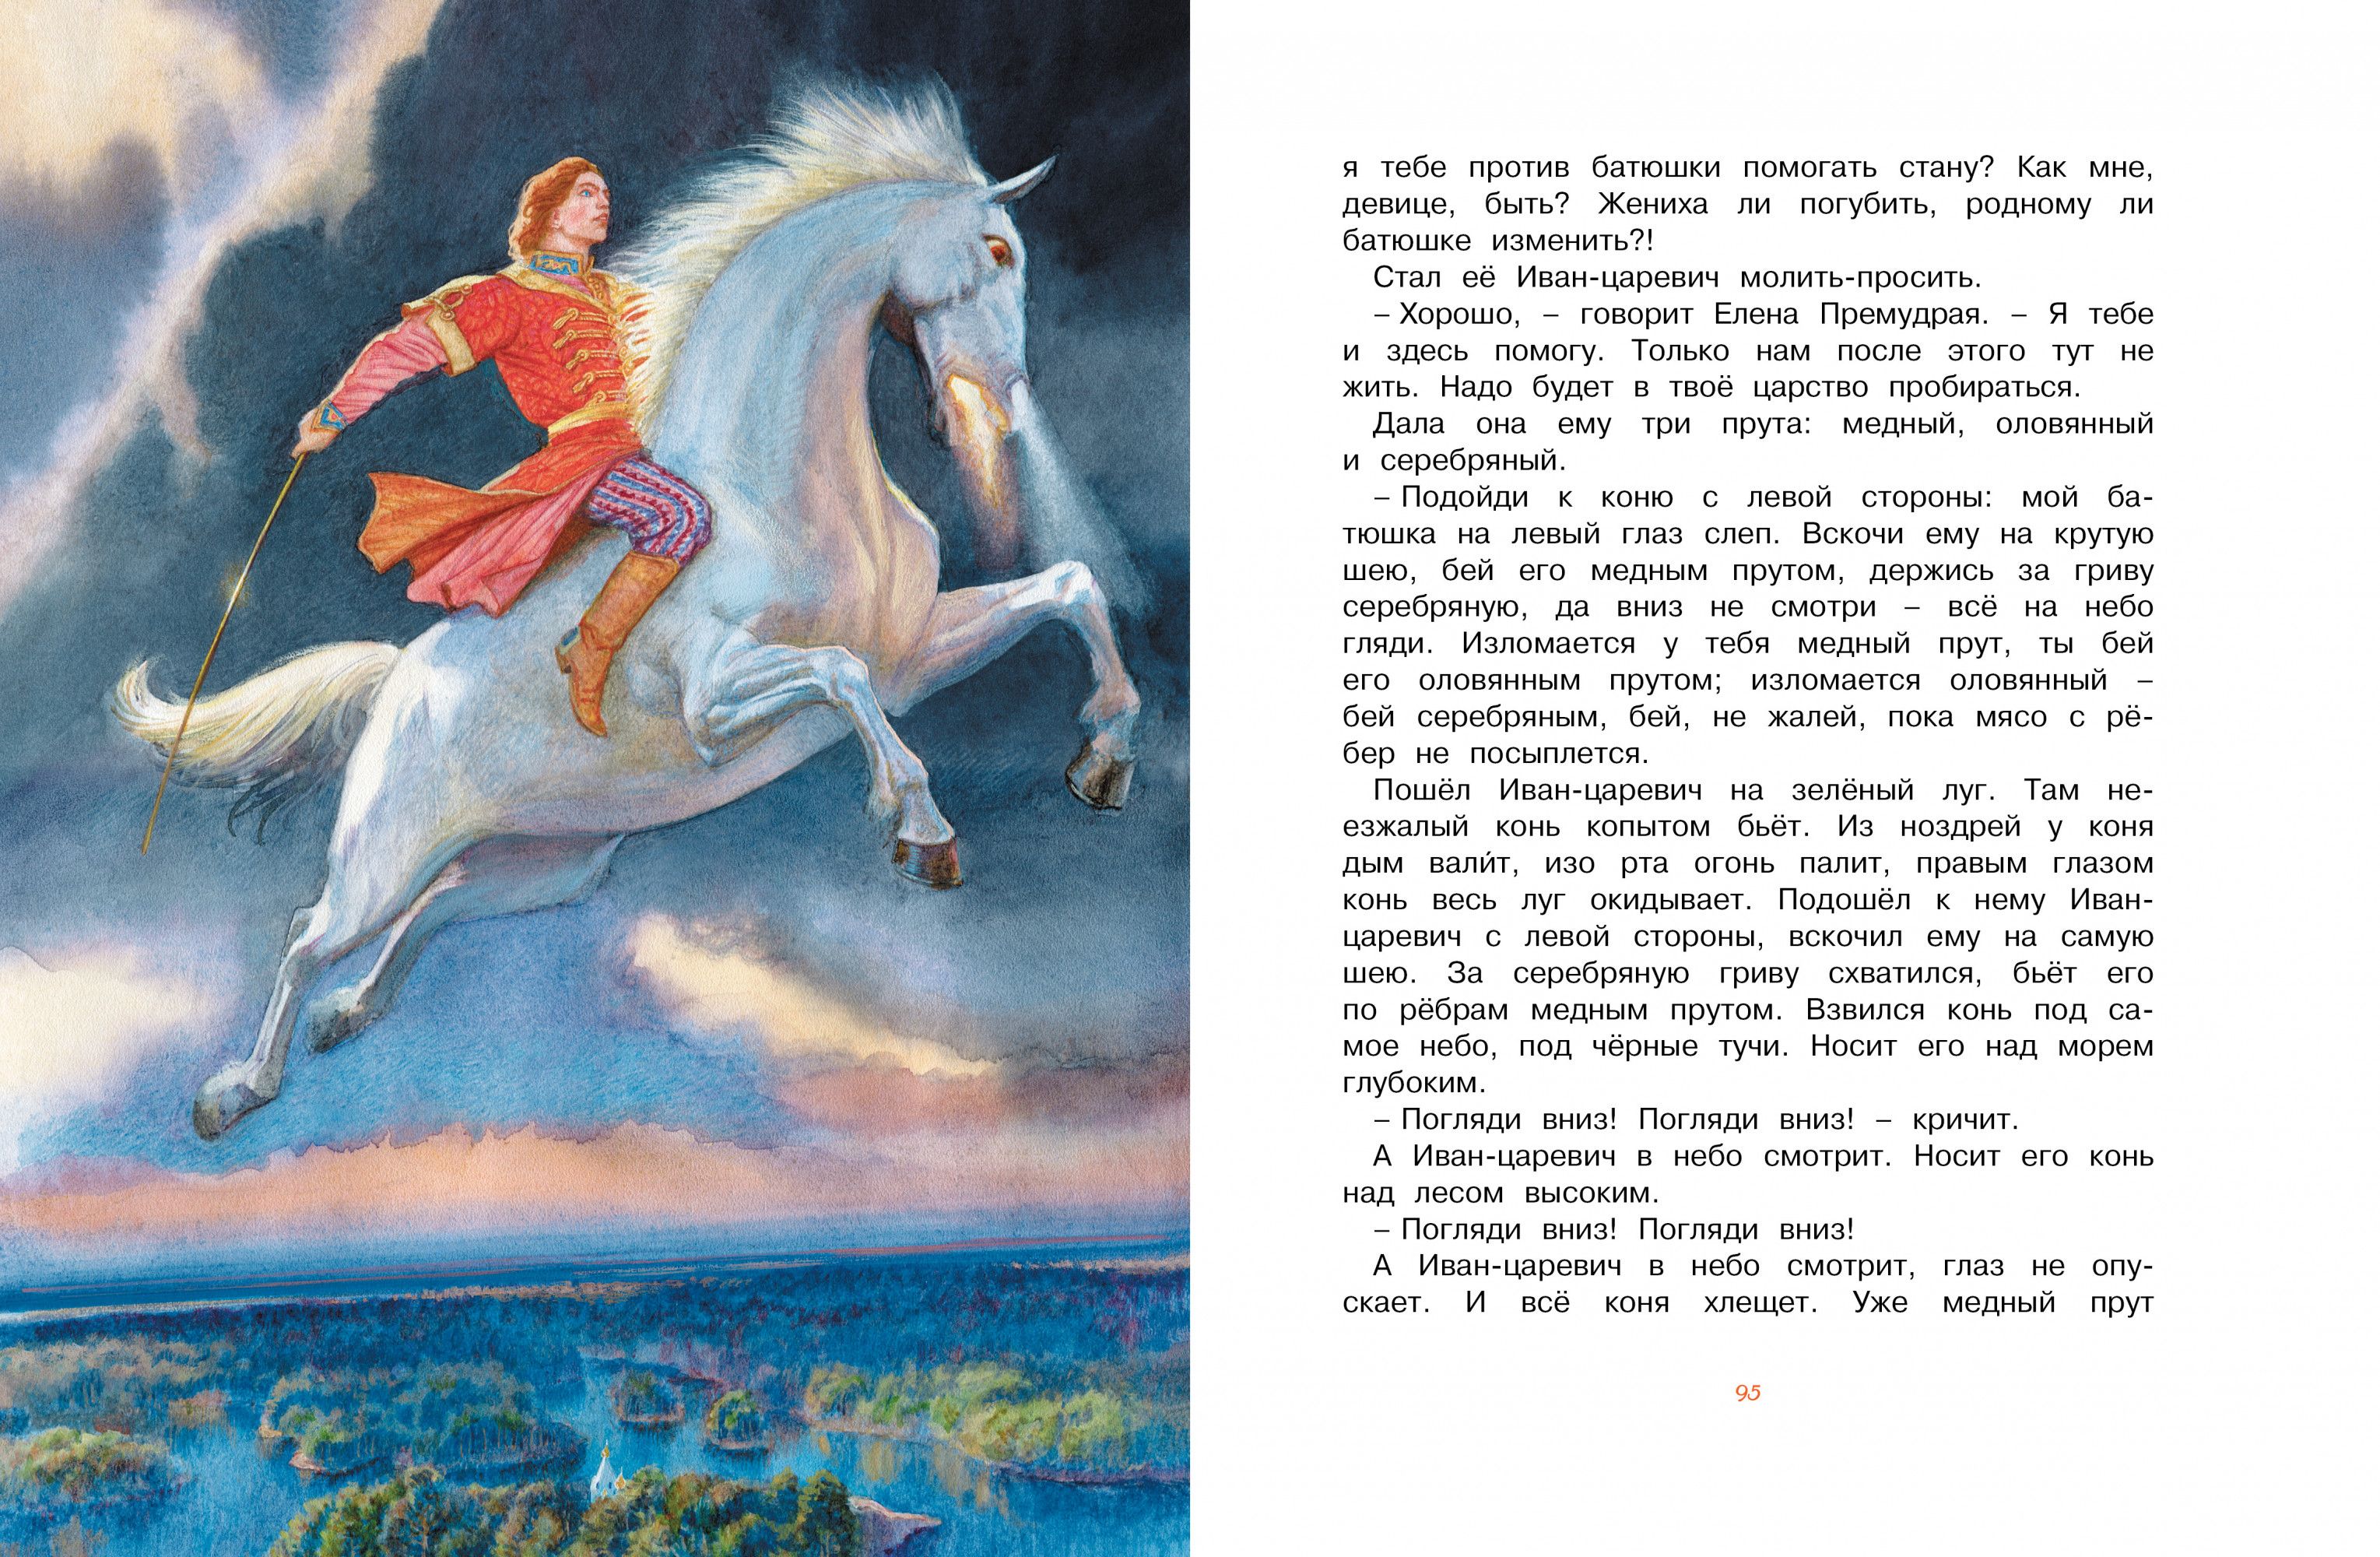 я тебе против батюшки помогать стану? Как мне,
девице, быть? Жениха ли погубить, родному ли
батюшке изменить?!
Стал её Иван-царевич молить-просить.
– Хорошо, – говорит Елена Премудрая. – Я тебе
и здесь помогу. Только нам после этого тут не
жить. Надо будет в твоё царство пробираться.
Дала она ему три прута: медный, оловянный
и серебряный.
– Подойди к коню с левой стороны: мой ба-
тюшка на левый глаз слеп. Вскочи ему на крутую
шею, бей его медным прутом, держись за гриву
серебряную, да вниз не смотри – всё на небо
гляди. Изломается у тебя медный прут, ты бей
его оловянным прутом; изломается оловянный –
бей серебряным, бей, не жалей, пока мясо с рё-
бер не посыплется.
Пошёл Иван-царевич на зелёный луг. Там не-
езжалый конь копытом бьёт. Из ноздрей у коня
дым вали́т, изо рта огонь палит, правым глазом
конь весь луг окидывает. Подошёл к нему Иван-
царевич с левой стороны, вскочил ему на самую
шею. За серебряную гриву схватился, бьёт его
по рёбрам медным прутом. Взвился конь под са-
мое небо, под чёрные тучи. Носит его над морем
глубоким.
– Погляди вниз! Погляди вниз! – кричит.
А Иван-царевич в небо смотрит. Носит его конь
над лесом высоким.
– Погляди вниз! Погляди вниз!
А Иван-царевич в небо смотрит, глаз не опу-
скает. И всё коня хлещет. Уже медный прут
95